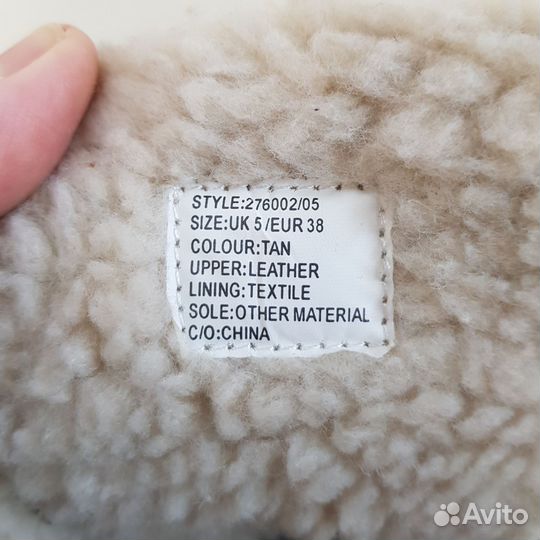 STYLE:276002/05
SIZE:UK 5/EUR 38
COLOUR:TAN
UPPER:LEATHER
LINING:TEXTILE
SOLE:OTHER MATERIAL
C/O:CHINA
Avito